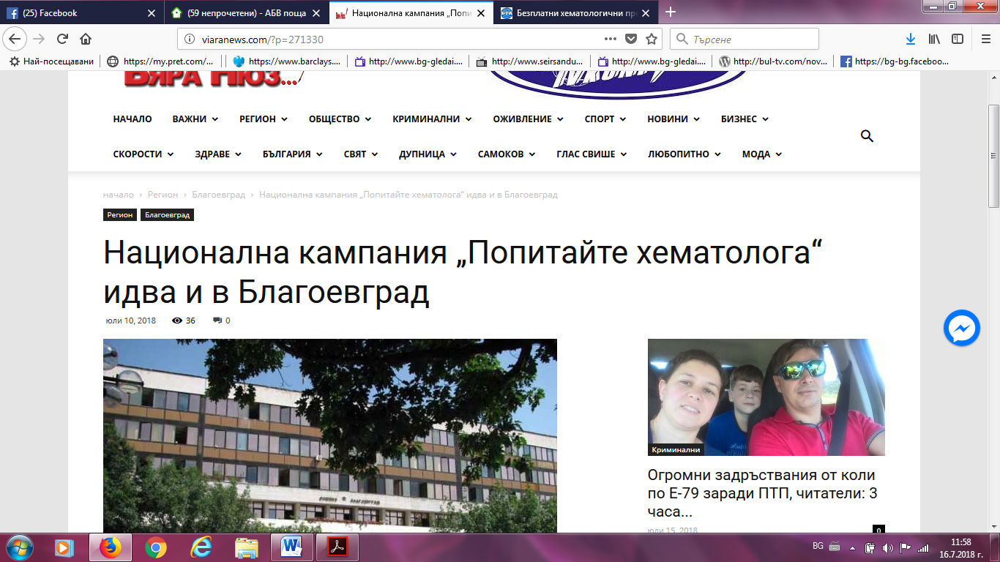 (25) Facebook
(59 непрочетени) - АБВ поща
Национална кампания „Попи
Безплатни хематологични пре
viaranews.com/?p=271330
Търсене
Най-посещавани
https://my.pret.com/...
https://www.barclays....
http://www.bg-gledai....
http://www.seirsandu...
http://www.bg-gledai....
http://bul-tv.com/nov...
https://bg-bg.faceboo...
Вяра Нюз...
НАЧАЛО ВАЖНИ РЕГИОН ОБЩЕСТВО КРИМИНАЛНИ ОЖИВЛЕНИЕ СПОРТ НОВИНИ БИЗНЕС
СКОРОСТИ ЗДРАВЕ БЪЛГАРИЯ СВЯТ ДУПНИЦА САМОКОВ ГЛАС СВИШЕ ЛЮБОПИТНО МОДА
начало › Регион › Благоевград › Национална кампания „Попитайте хематолога“ идва и в Благоевград
Регион Благоевград
Национална кампания „Попитайте хематолога“
идва и в Благоевград
юли 10, 2018 36 0
Криминални
Огромни задръствания от коли
по Е-79 заради ПТП, читатели: 3
часа...
юли 15, 2018 0
BG
11:58
16.7.2018 г.